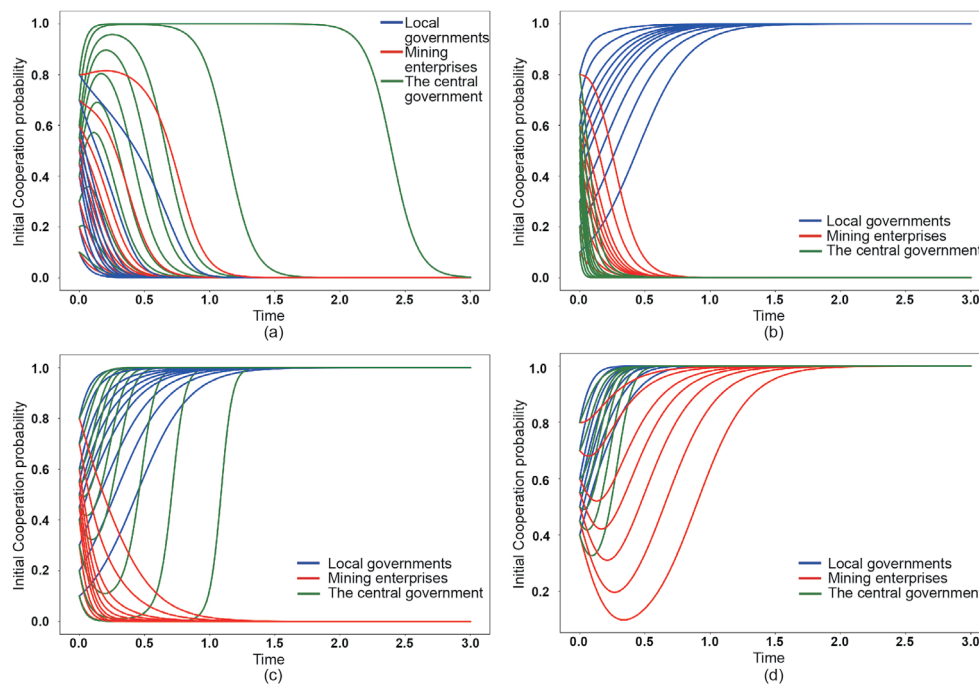 Initial Cooperation probability
1.0
0.8
0.6
0.4
0.2
0.0
Local
governments
Mining
enterprises
The central
government
0.0 0.5 1.0 1.5 2.0 2.5 3.0
Time
(a)
Initial Cooperation probability
1.0
0.8
0.6
0.4
0.2
0.0
Local governments
Mining enterprises
The central government
0.0 0.5 1.0 1.5 2.0 2.5 3.0
Time
(b)
Initial Cooperation probability
1.0
0.8
0.6
0.4
0.2
0.0
Local governments
Mining enterprises
The central government
0.0 0.5 1.0 1.5 2.0 2.5 3.0
Time
(c)
Initial Cooperation probability
1.0
0.8
0.6
0.4
0.2
Local governments
Mining enterprises
The central government
0.0 0.5 1.0 1.5 2.0 2.5 3.0
Time
(d)